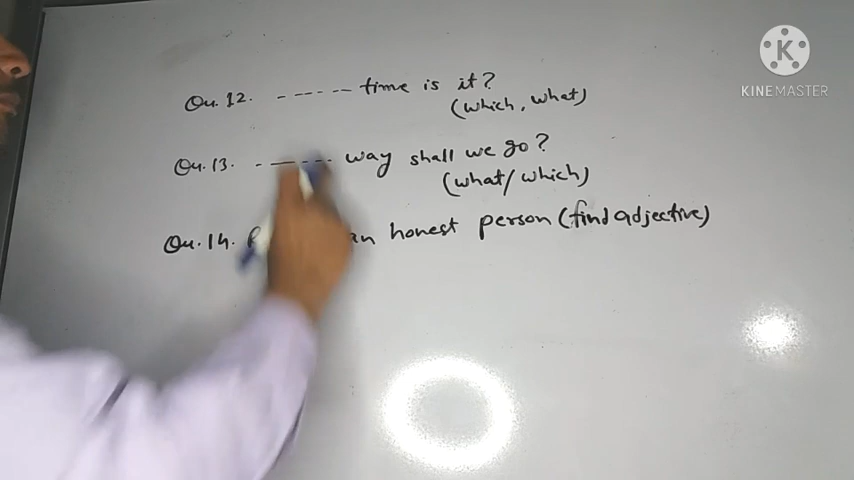 KINEMASTER
Qu.12. ----- time is it?
(which, what)
Qu.13. ----- way shall we go?
(what/which)
Qu.14. an honest person (find adjective)